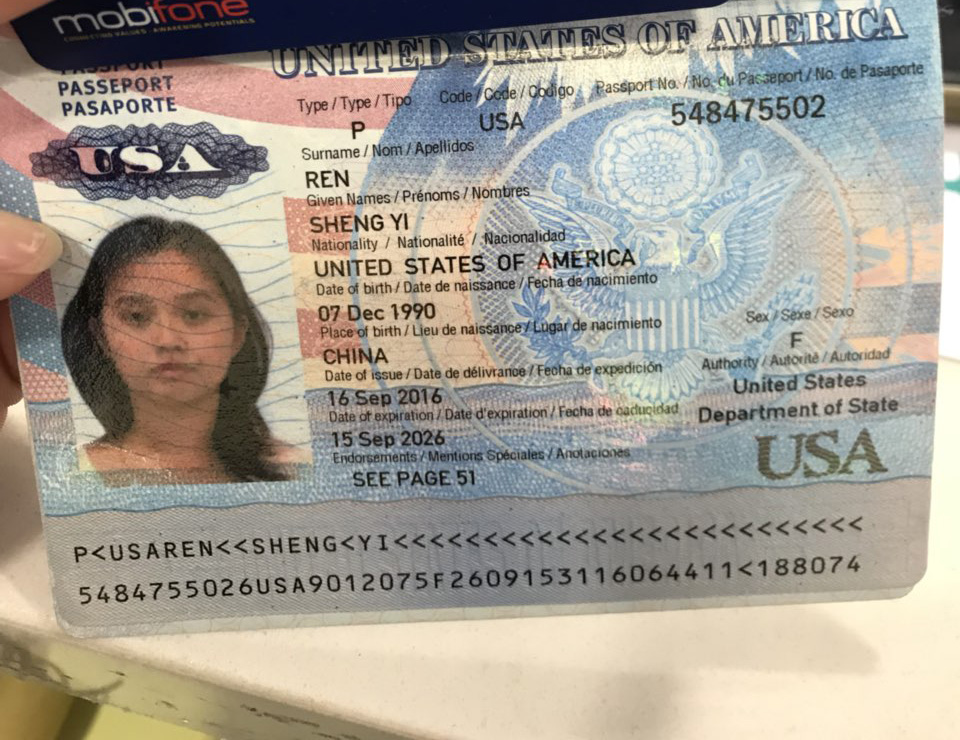 mobifone
CONNECTING VALUES - AWAKENING POTENTIALS
UNITED STATES OF AMERICA
PASSPORT
PASSEPORT
PASAPORTE
USA
Type / Type / Tipo
Code / Code / Codigo
Passport No. / No. du Passeport / No. de Pasaporte
P
USA
548475502
Surname / Nom / Apellidos
REN
Given Names / Prénoms / Nombres
SHENG YI
Nationality / Nationalité / Nacionalidad
UNITED STATES OF AMERICA
Date of birth / Date de naissance / Fecha de nacimiento
07 Dec 1990
Place of birth / Lieu de naissance / Lugar de nacimiento
Sex / Sexe / Sexo
CHINA
F
Date of issue / Date de délivrance / Fecha de expedición
Authority / Autorité / Autoridad
16 Sep 2016
United States
Date of expiration / Date d'expiration / Fecha de caducidad
Department of State
15 Sep 2026
USA
Endorsements / Mentions Spéciales / Anotaciones
SEE PAGE 51
P<USAREN<<SHENG<YI<<<<<<<<<<<<<<<<<<<<<<<<<<
5484755026USA9012075F2609153116064411<188074